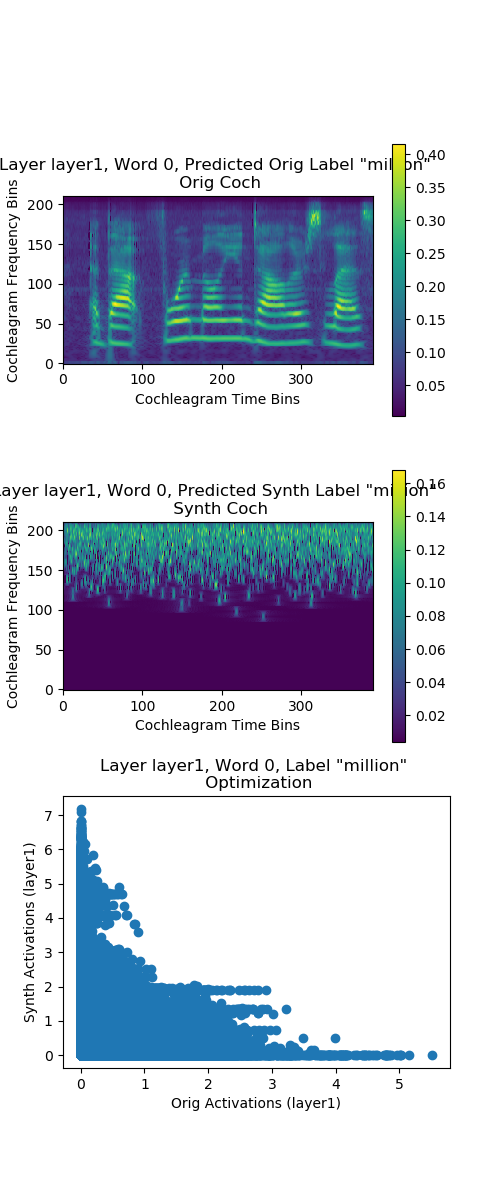 Layer layer1, Word 0, Predicted Orig Label "million"
Orig Coch
Cochleagram Frequency Bins
200
150
100
50
0
0 100 200 300
Cochleagram Time Bins
0.40
0.35
0.30
0.25
0.20
0.15
0.10
0.05
Layer layer1, Word 0, Predicted Synth Label "million"
Synth Coch
Cochleagram Frequency Bins
200
150
100
50
0
0 100 200 300
Cochleagram Time Bins
0.16
0.14
0.12
0.10
0.08
0.06
0.04
0.02
Layer layer1, Word 0, Label "million"
Optimization
Synth Activations (layer1)
7
6
5
4
3
2
1
0
0 1 2 3 4 5
Orig Activations (layer1)